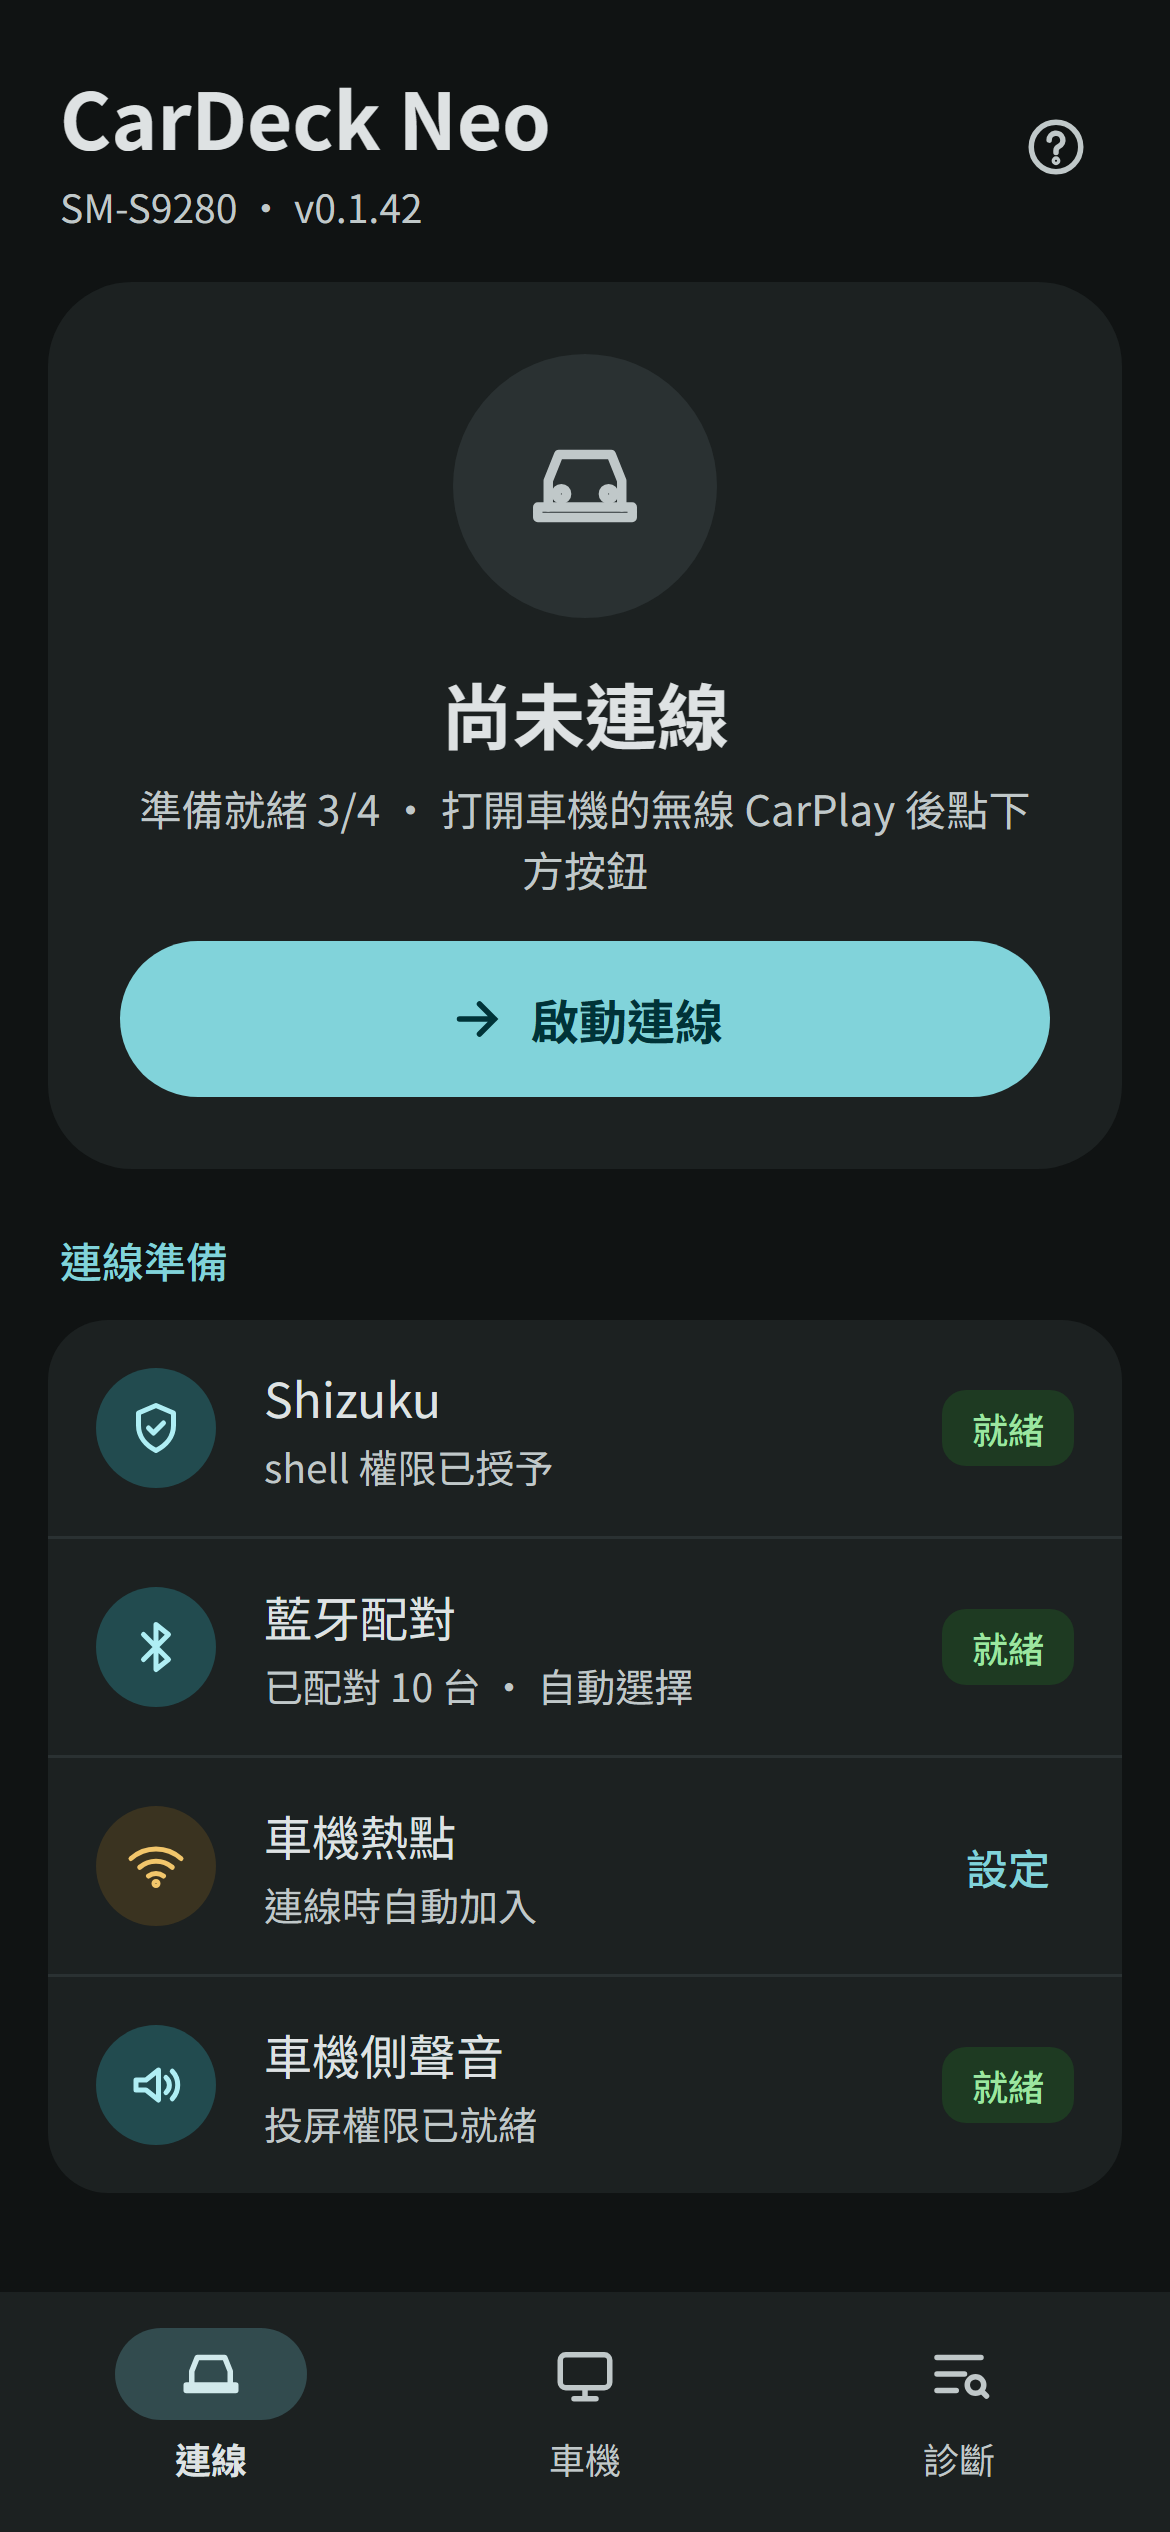 CarDeck Neo
SM-S9280 · v0.1.42
尚未連線
準備就緒 3/4 · 打開車機的無線 CarPlay 後點下
方按鈕
啟動連線
連線準備
Shizuku
shell 權限已授予
就緒
藍牙配對
已配對 10 台 · 自動選擇
就緒
車機熱點
連線時自動加入
設定
車機側聲音
投屏權限已就緒
就緒
連線
車機
診斷